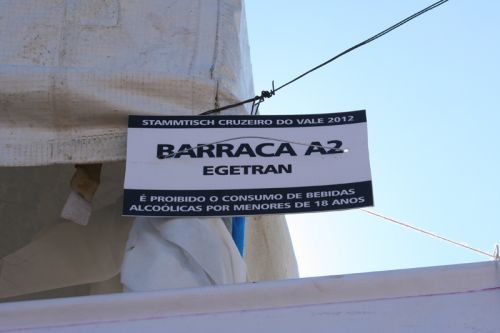 STAMMTISCH CRUZEIRO DO VALE 2012
BARRACA A2
EGETRAN
É PROIBIDO O CONSUMO DE BEBIDAS
ALCOÓLICAS POR MENORES DE 18 ANOS